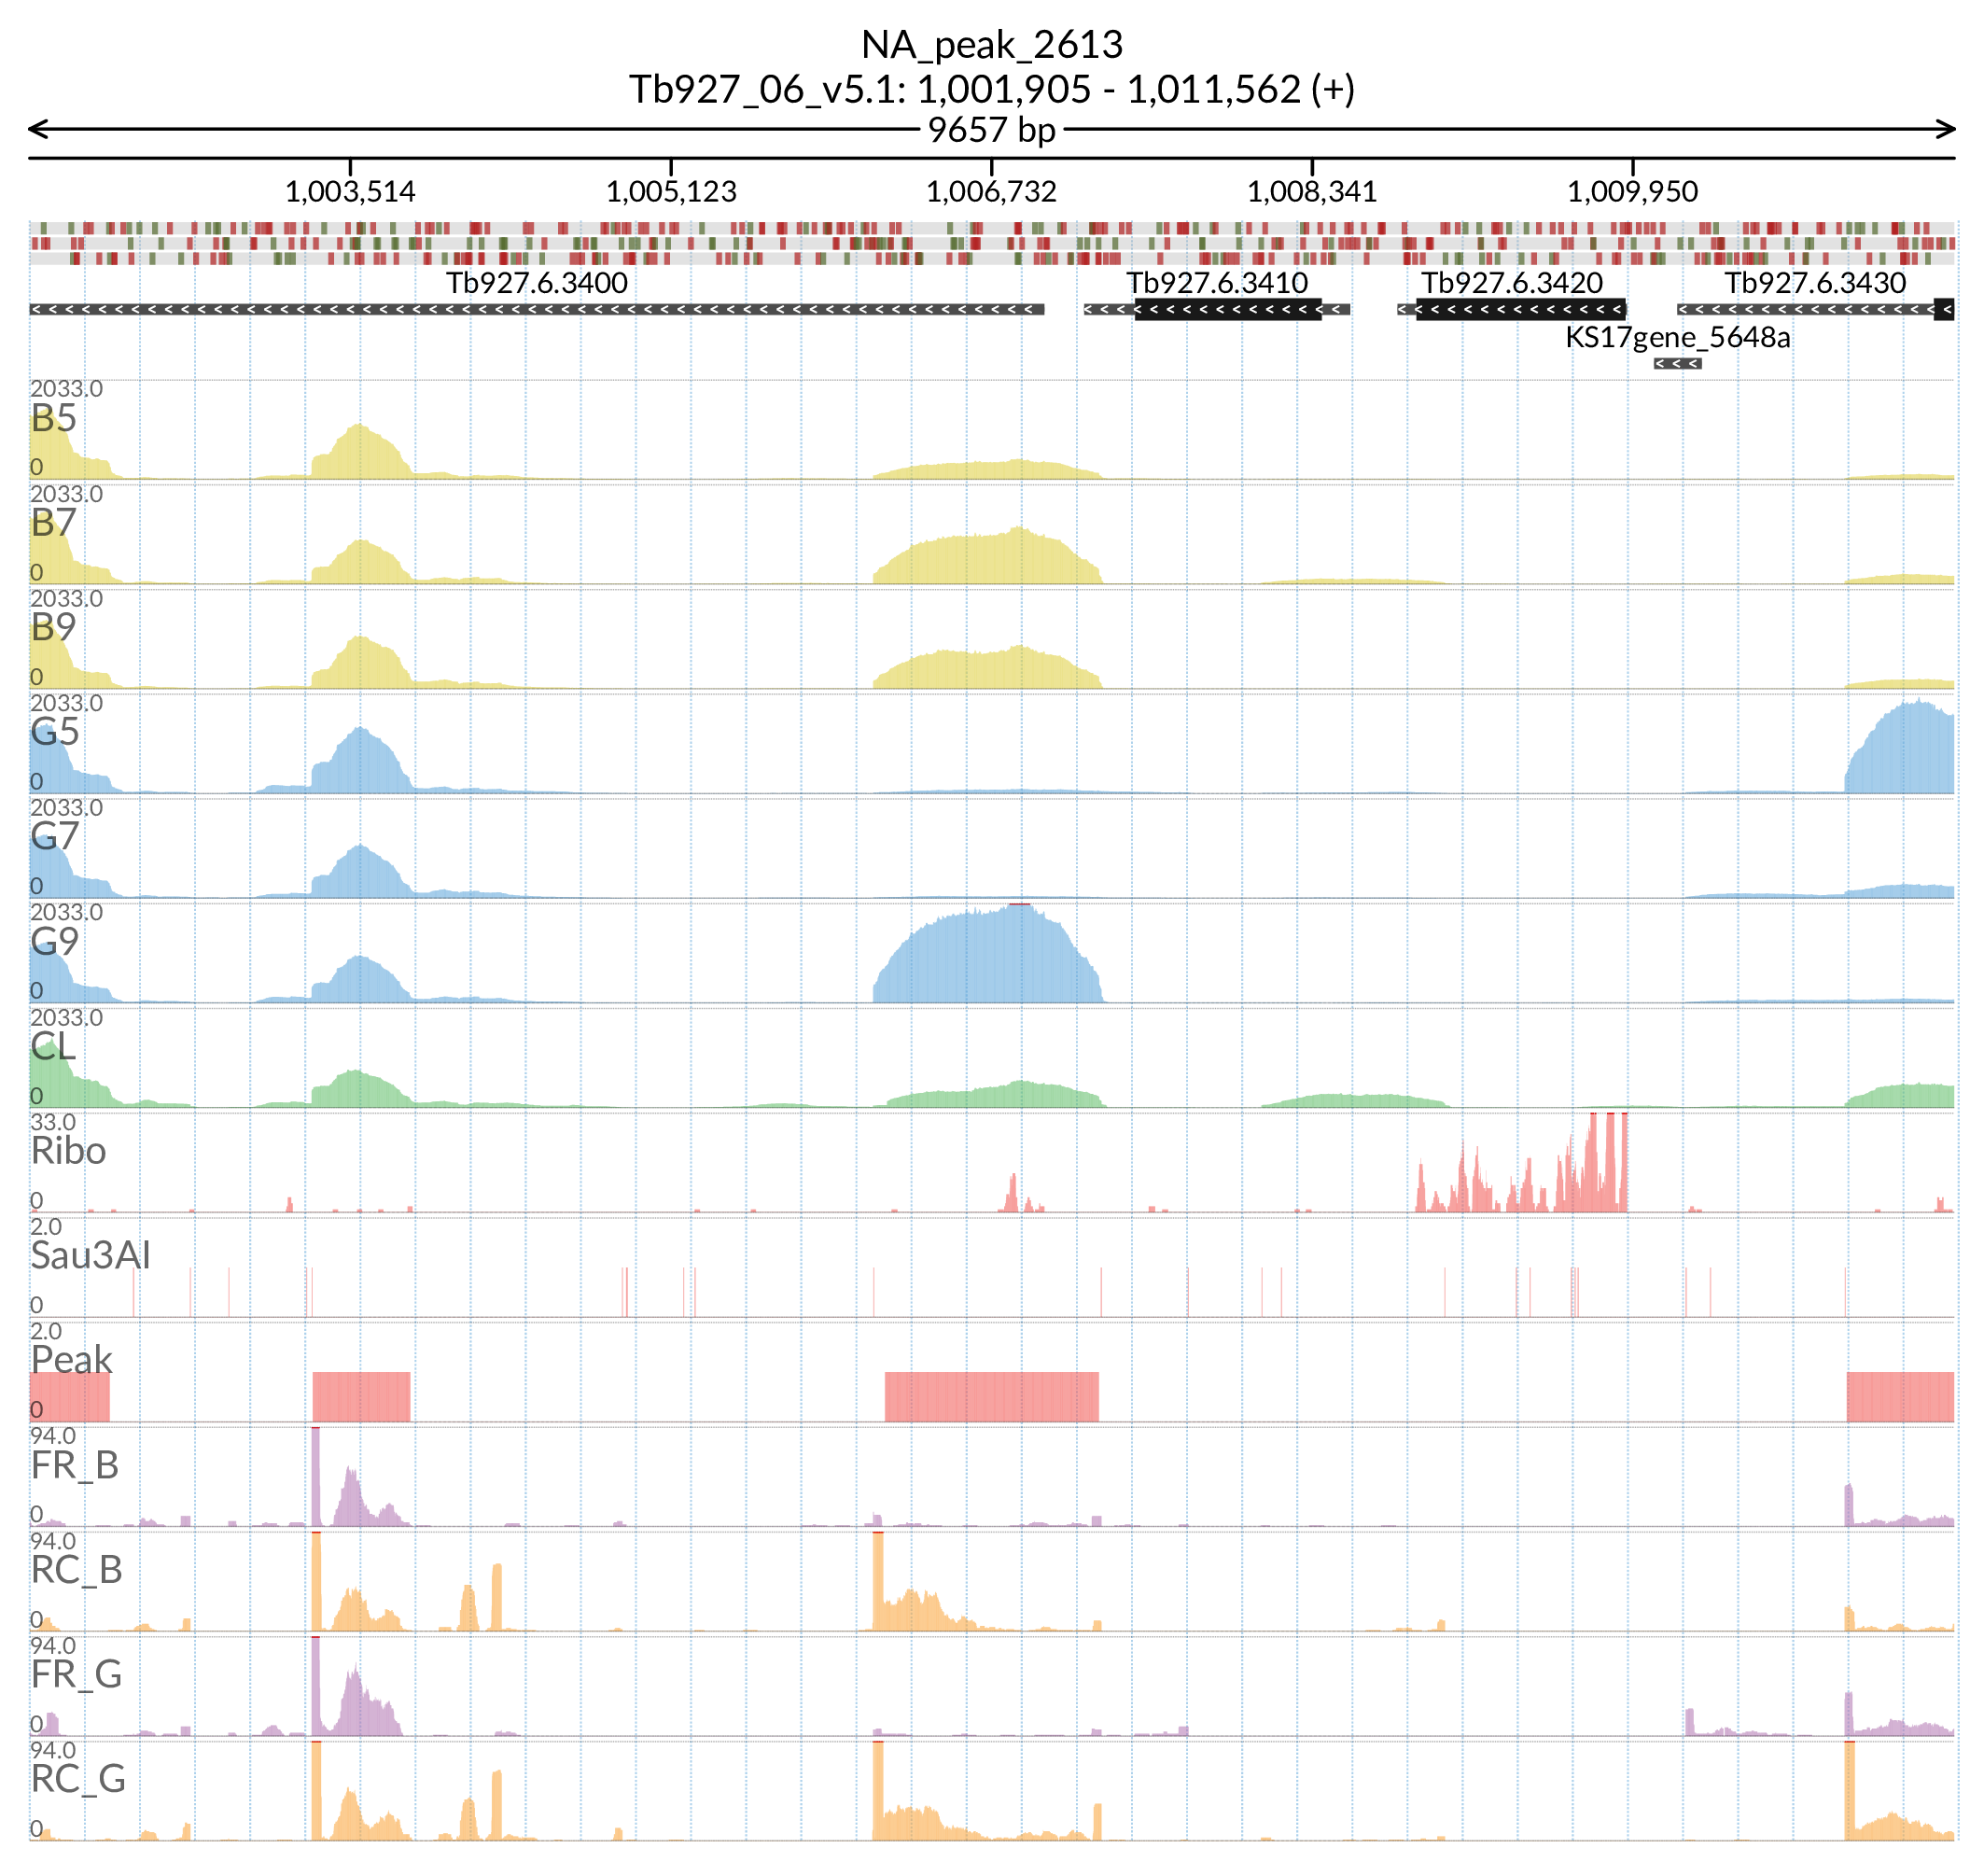 NA_peak_2613
Tb927_06_v5.1: 1,001,905 - 1,011,562 (+)
9657 bp
1,003,514 1,005,123 1,006,732 1,008,341 1,009,950
Tb927.6.3400 Tb927.6.3410 Tb927.6.3420 Tb927.6.3430
KS17gene_5648a
2033.0
B5
0
2033.0
B7
0
2033.0
B9
0
2033.0
G5
0
2033.0
G7
0
2033.0
G9
0
2033.0
CL
0
33.0
Ribo
0
2.0
Sau3AI
0
2.0
Peak
0
94.0
FR_B
0
94.0
RC_B
0
94.0
FR_G
0
94.0
RC_G
0